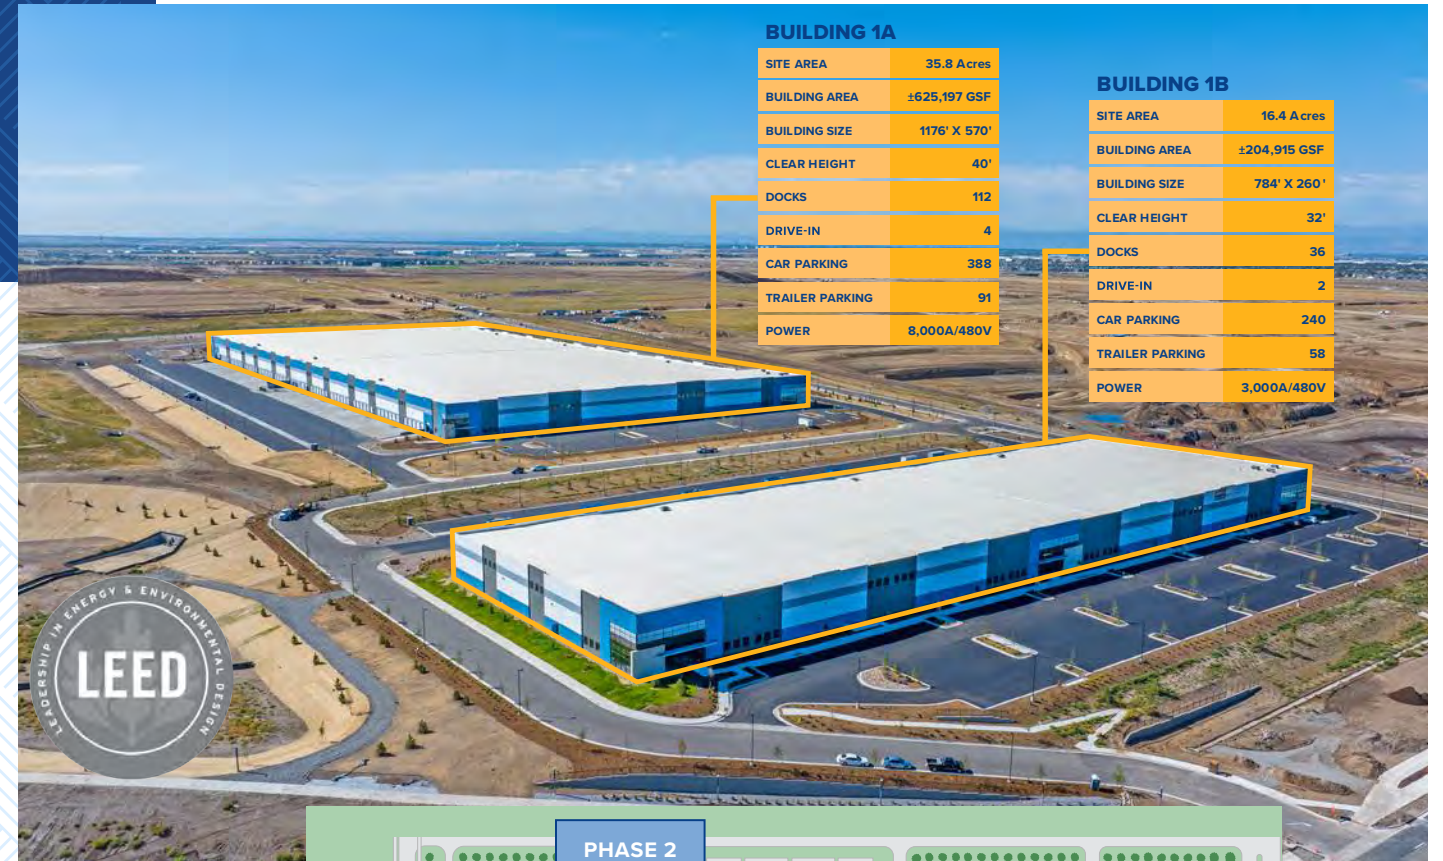 BUILDING 1A
SITE AREA 35.8 Acres
BUILDING AREA ±625,197 GSF
BUILDING SIZE 1176' X 570'
CLEAR HEIGHT 40'
DOCKS 112
DRIVE-IN 4
CAR PARKING 388
TRAILER PARKING 91
POWER 8,000A/480V
BUILDING 1B
SITE AREA 16.4 Acres
BUILDING AREA ±204,915 GSF
BUILDING SIZE 784' X 260'
CLEAR HEIGHT 32'
DOCKS 36
DRIVE-IN 2
CAR PARKING 240
TRAILER PARKING 58
POWER 3,000A/480V
LEADERSHIP IN ENERGY & ENVIRONMENTAL DESIGN
LEED
PHASE 2